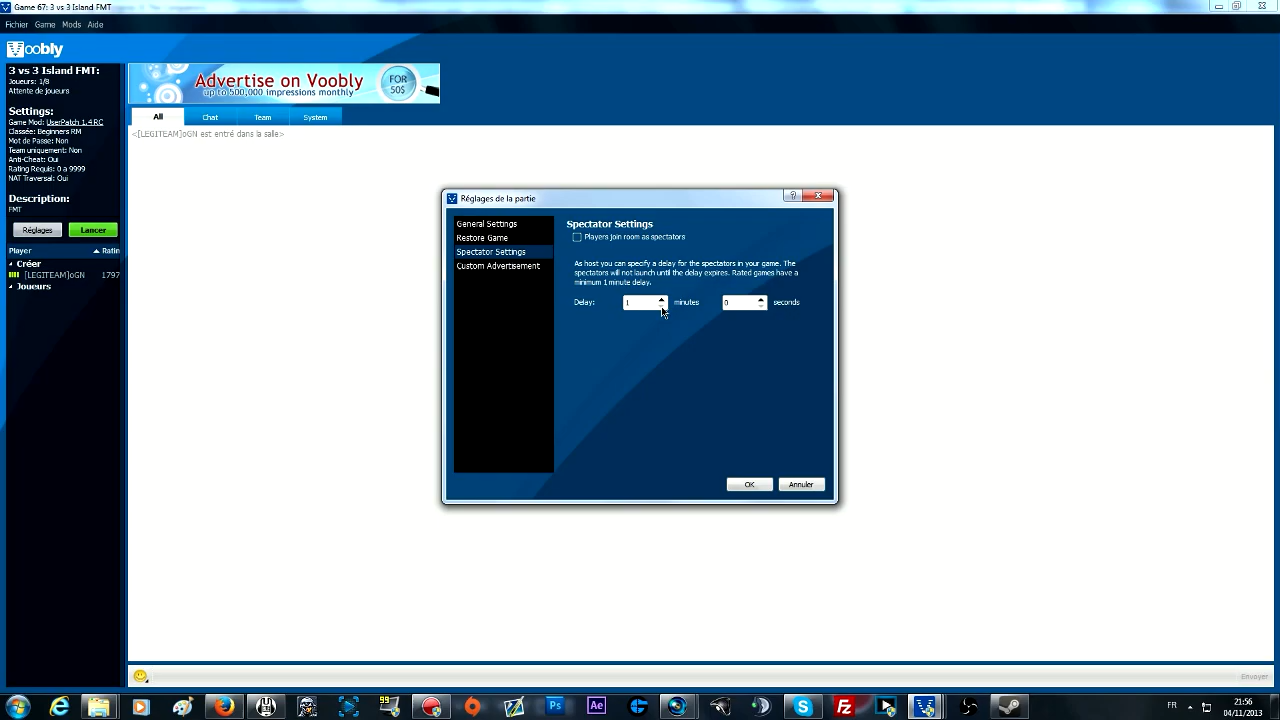 Game 67: 3 vs 3 Island FMT
Fichier Game Mods Aide
Voobly
3 vs 3 Island FMT:
Joueurs: 1/8
Attente de joueurs
Settings:
Game Mod: UserPatch 1.4 RC
Classée: Beginners RM
Mot de Passe: Non
Team uniquement: Non
Anti-Cheat: Oui
Rating Requis: 0 a 9999
NAT Traversal: Oui
Description:
FMT
Réglages Lancer
Player Ratin
Créer
[LEGITEAM]oGN 1797
Joueurs
Advertise on Voobly
up to 500,000 impressions monthly
FOR
50$
All Chat Team System
<[LEGITEAM]oGN est entré dans la salle>
Réglages de la partie
General Settings
Restore Game
Spectator Settings
Custom Advertisement
Spectator Settings
Players join room as spectators
As host you can specify a delay for the spectators in your game. The
spectators will not launch until the delay expires. Rated games have a
minimum 1 minute delay.
Delay: 1 minutes 0 seconds
OK Annuler
Envoyer
99
Ps
Ae
FR
21:56
04/11/2013